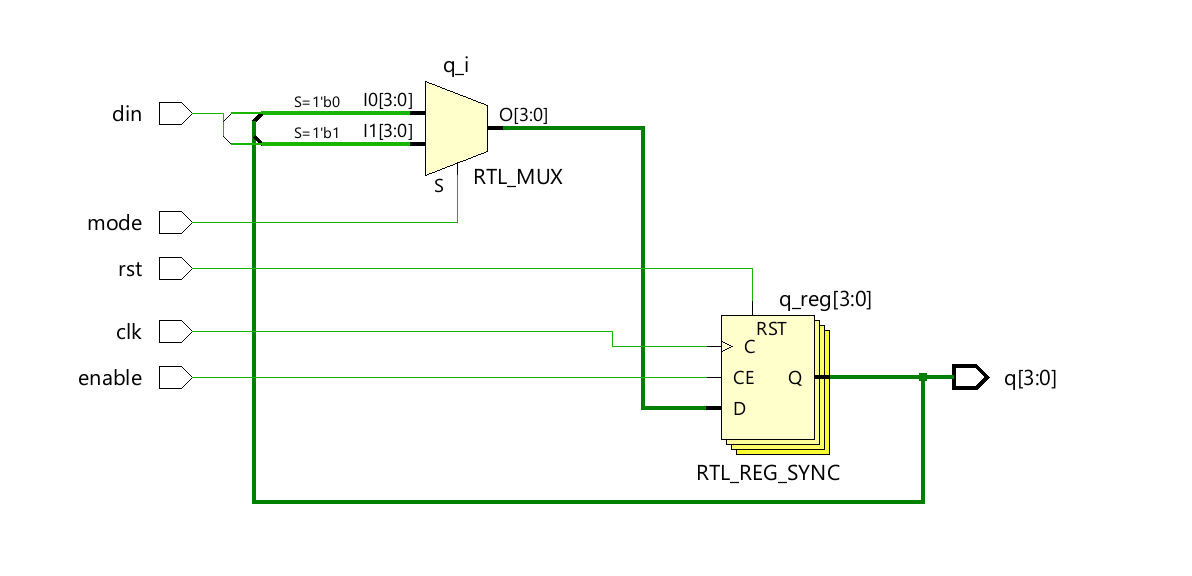 q_i
din
S=1'b0
I0[3:0]
S=1'b1
I1[3:0]
O[3:0]
S
RTL_MUX
mode
rst
q_reg[3:0]
RST
clk
C
enable
CE
Q
q[3:0]
D
RTL_REG_SYNC